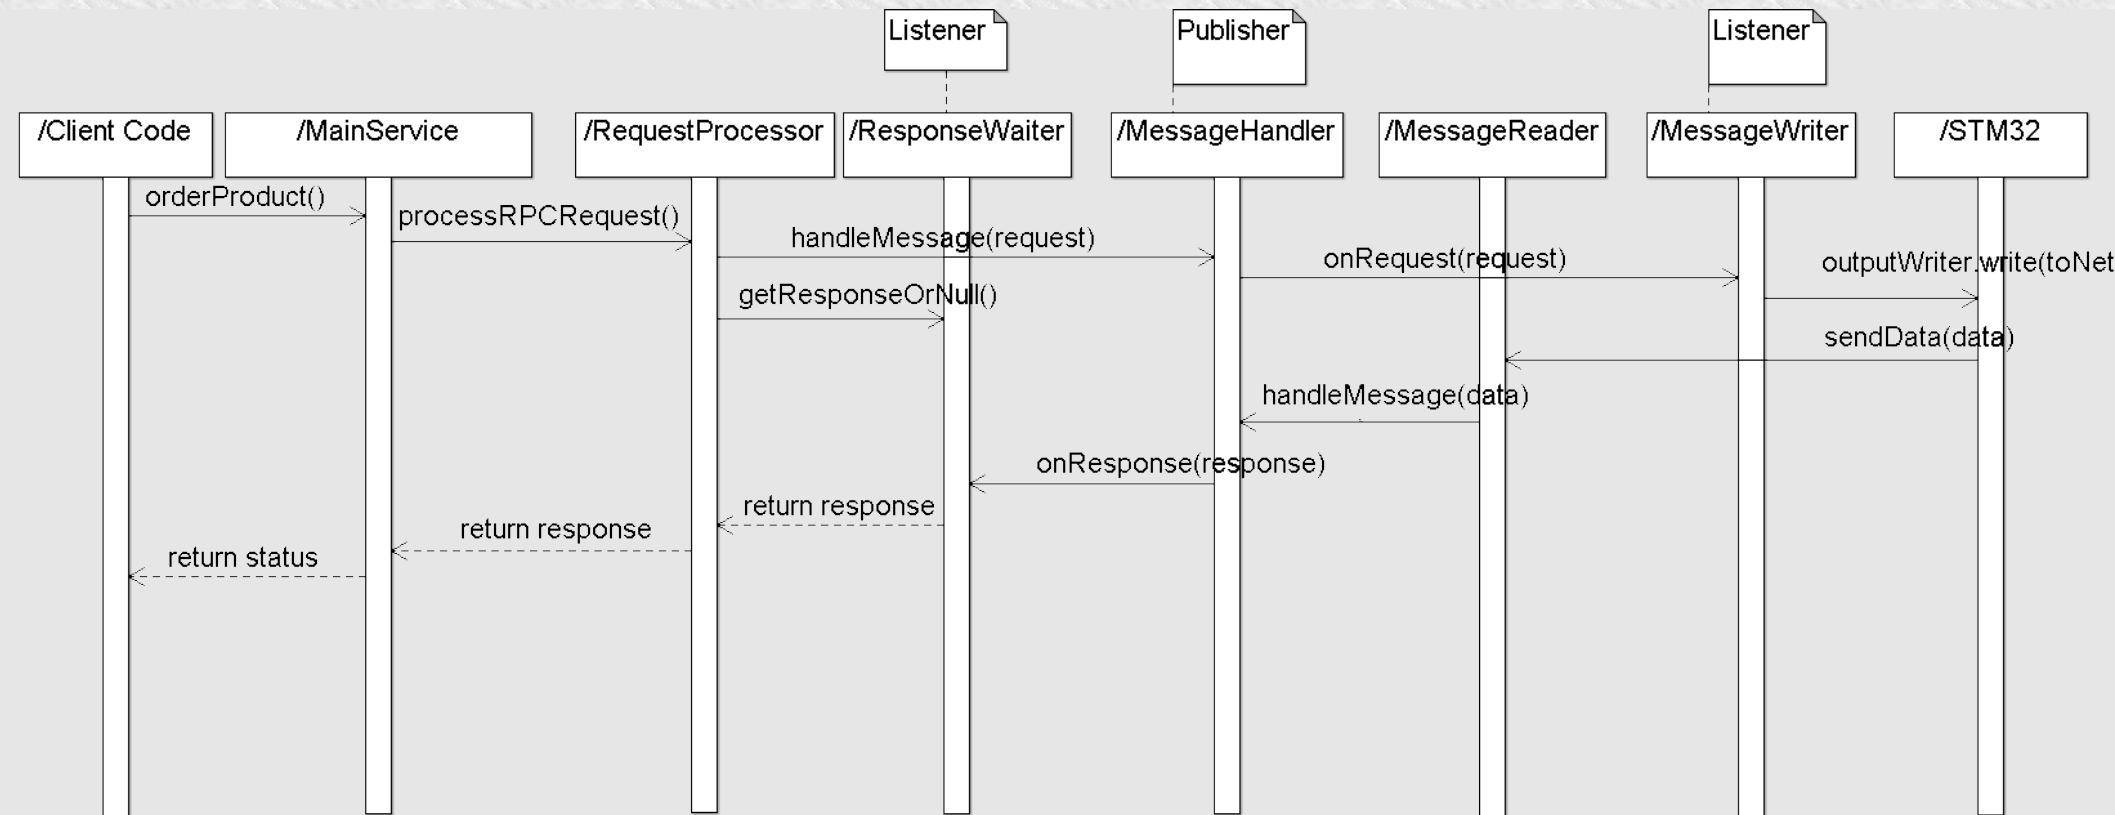 Listener
Publisher
Listener
/Client Code
/MainService
/RequestProcessor
/ResponseWaiter
/MessageHandler
/MessageReader
/MessageWriter
/STM32
orderProduct()
processRPCRequest()
handleMessage(request)
onRequest(request)
outputWriter.write(toNet
getResponseOrNull()
sendData(data)
handleMessage(data)
onResponse(response)
return response
return response
return status